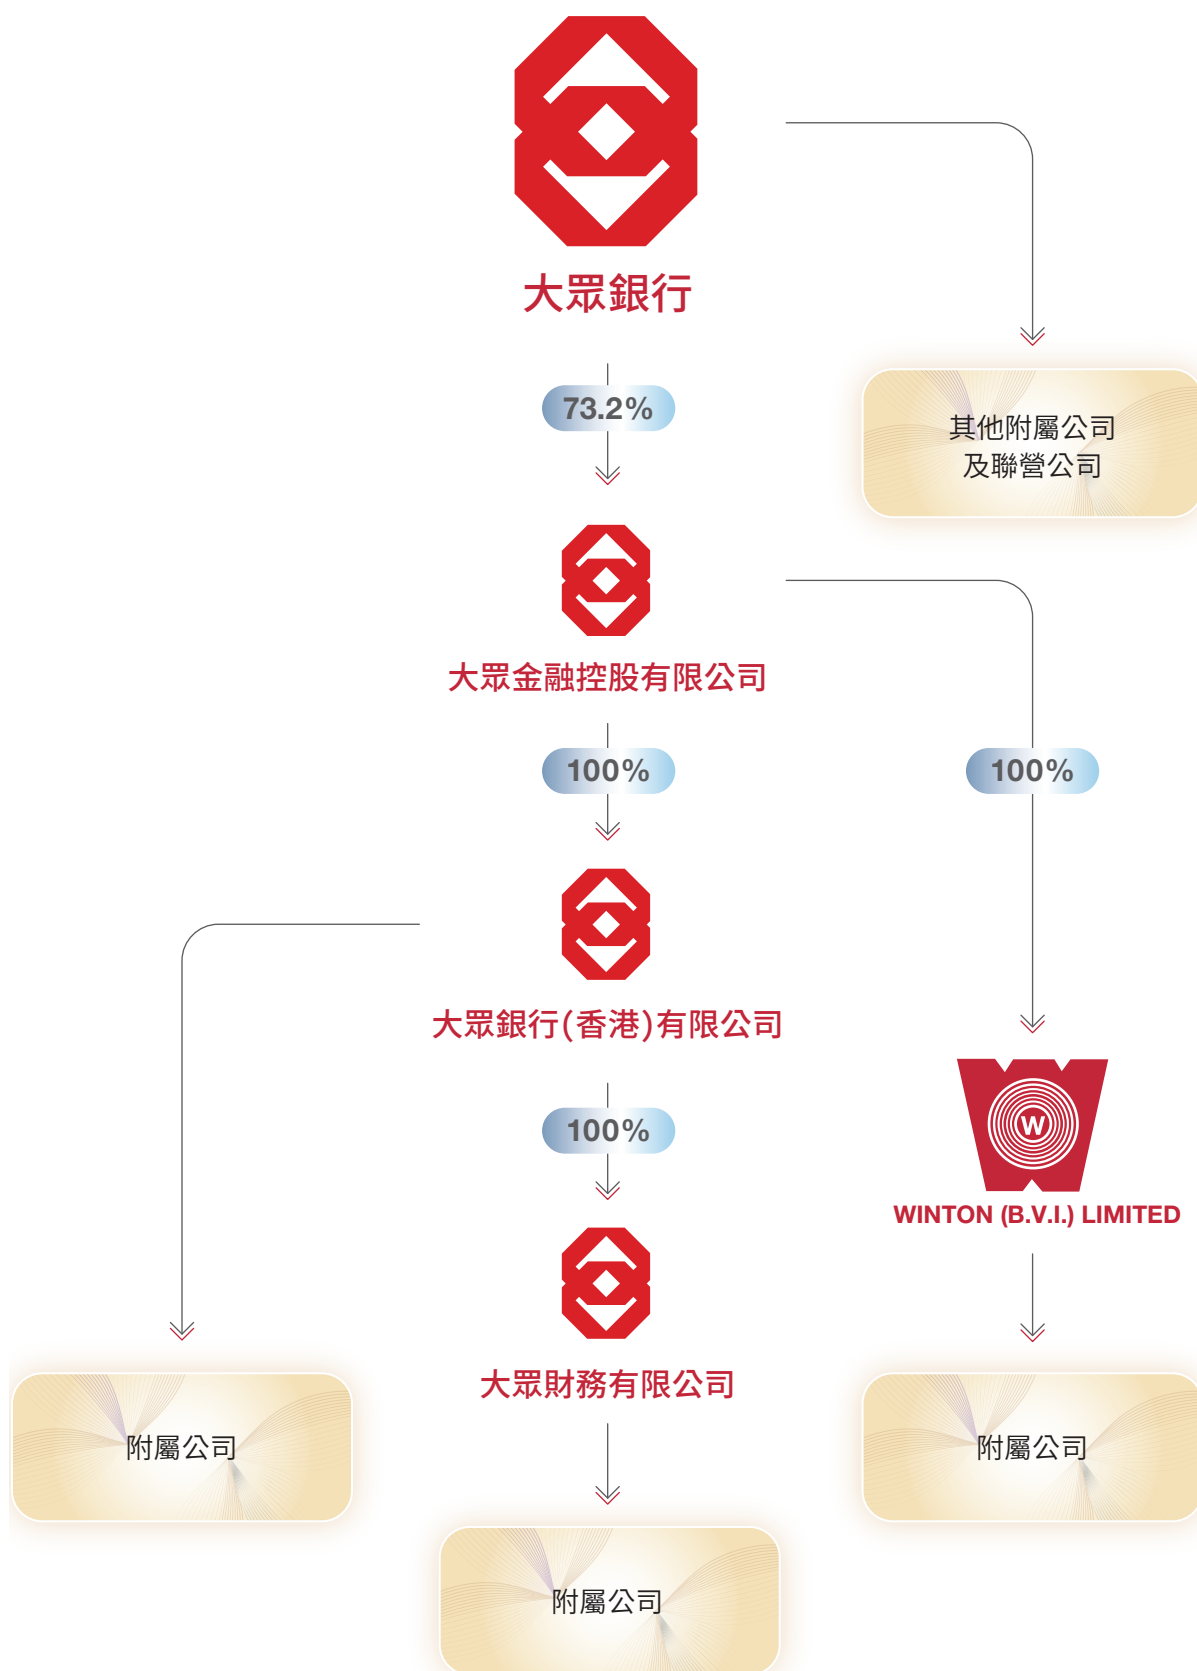 大眾銀行
73.2%
其他附屬公司
及聯營公司
大眾金融控股有限公司
100%
100%
大眾銀行(香港)有限公司
100%
W
WINTON (B.V.I.) LIMITED
大眾財務有限公司
附屬公司
附屬公司
附屬公司